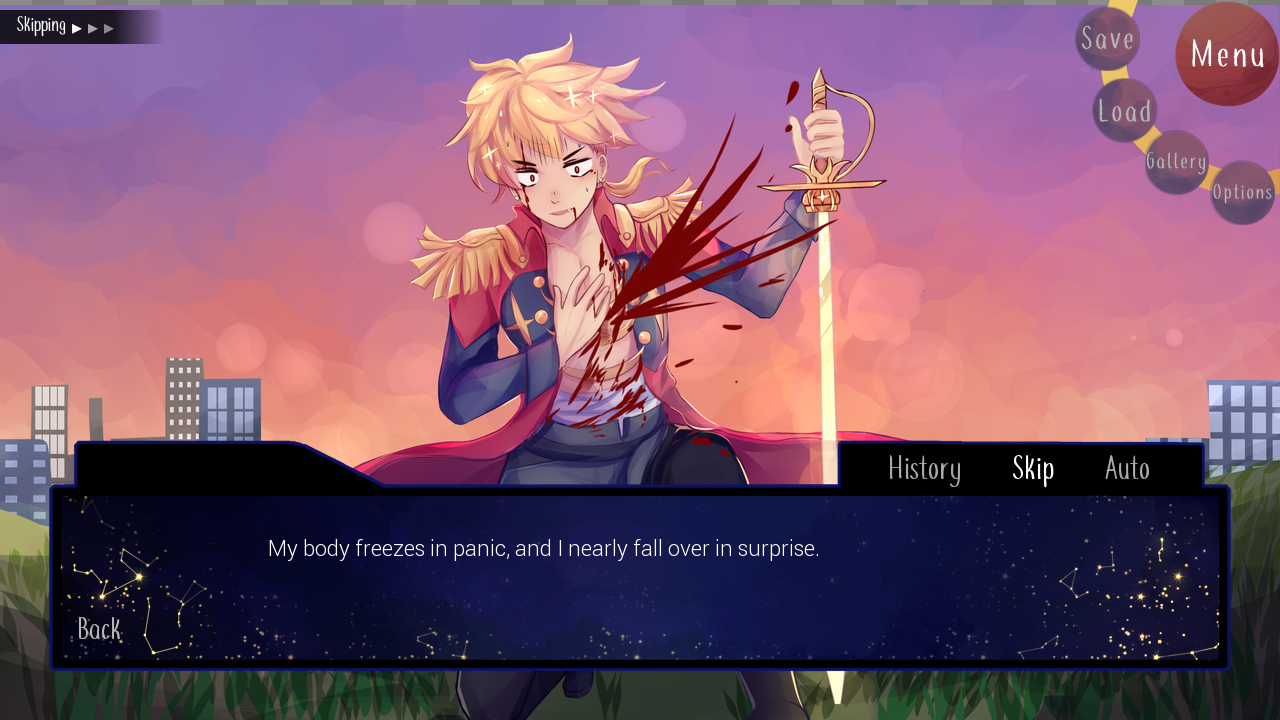 Skipping
Save
Menu
Load
Gallery
Options
History Skip Auto
My body freezes in panic, and I nearly fall over in surprise.
Back